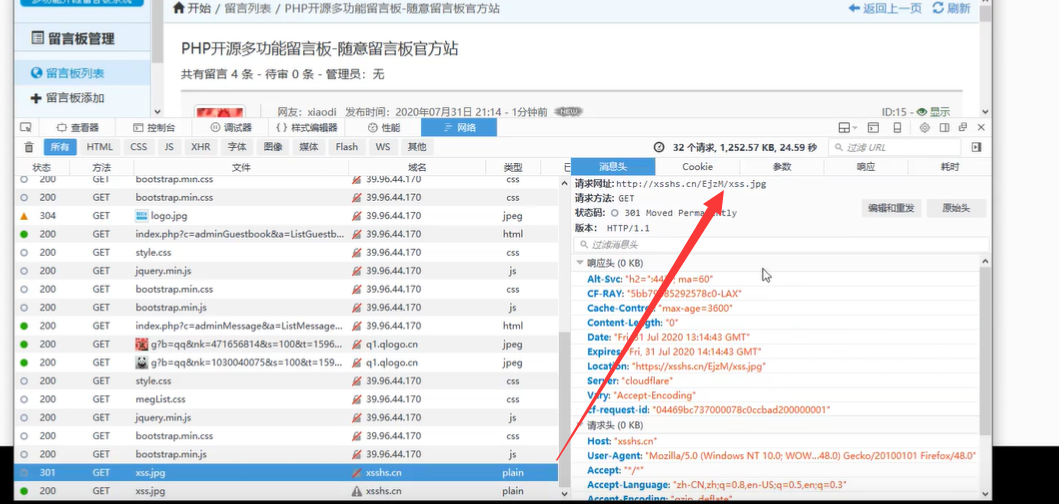 开始 / 留言列表 / PHP开源多功能留言板-随意留言板官方站 返回上一页 刷新
留言板管理
PHP开源多功能留言板-随意留言板官方站
共有留言 4 条 - 待审 0 条 - 管理员：无
留言板列表
留言板添加
网友：xiaodi 发布时间：2020年07月31日 21:14 - 1分钟前 NEW ID:15 - 显示
查看器 控制台 调试器 {} 样式编辑器 性能 网络
所有 HTML CSS JS XHR 字体 图像 媒体 Flash WS 其他 32 个请求, 1,252.57 KB, 24.59 秒 过滤 URL
状态 方法 文件 域名 类型 消息头 Cookie 参数 响应 耗时
200 GET bootstrap.min.css 39.96.44.170 css
200 GET bootstrap.min.css 39.96.44.170 css
304 GET logo.jpg 39.96.44.170 jpeg
200 GET index.php?c=adminGuestbook&a=ListGuestb... 39.96.44.170 html
200 GET style.css 39.96.44.170 css
200 GET jquery.min.js 39.96.44.170 js
200 GET bootstrap.min.css 39.96.44.170 css
200 GET bootstrap.min.js 39.96.44.170 js
200 GET index.php?c=adminMessage&a=ListMessage... 39.96.44.170 html
200 GET g?b=qq&nk=471656814&s=100&t=1596... q1.qlogo.cn jpeg
200 GET g?b=qq&nk=1030040075&s=100&t=159... q1.qlogo.cn jpeg
200 GET style.css 39.96.44.170 css
200 GET megList.css 39.96.44.170 css
200 GET jquery.min.js 39.96.44.170 js
200 GET bootstrap.min.css 39.96.44.170 css
200 GET bootstrap.min.js 39.96.44.170 js
301 GET xss.jpg xsshs.cn plain
200 GET xss.jpg xsshs.cn plain
请求网址: http://xsshs.cn/EjzM/xss.jpg
请求方法: GET
状态码: 301 Moved Permanently
版本: HTTP/1.1
编辑和重发 原始头
过滤消息头
响应头 (0 KB)
Alt-Svc: ma=60"
CF-RAY:
Cache-Control: "max-age=3600"
Content-Length: "0"
Date: "Fri, 31 Jul 2020 13:14:43 GMT"
Expires: "Fri, 31 Jul 2020 14:14:43 GMT"
Location: "https://xsshs.cn/EjzM/xss.jpg"
Server: "cloudflare"
Vary: "Accept-Encoding"
cf-request-id: "04469bc737000078c0ccbad200000001"
请求头 (0 KB)
Host: "xsshs.cn"
User-Agent: "Mozilla/5.0 (Windows NT 10.0; WOW...48.0) Gecko/20100101 Firefox/48.0"
Accept: "*/*"
Accept-Language: "zh-CN,zh;q=0.8,en-US;q=0.5,en;q=0.3"
Accept-Encoding: "gzip, deflate"